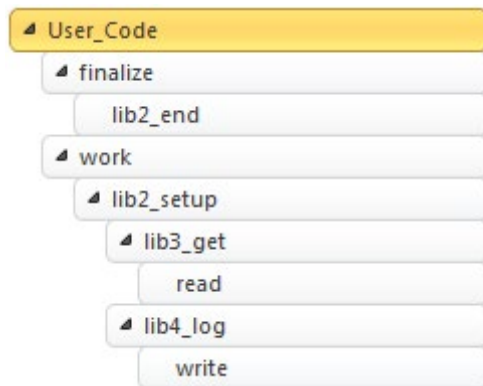 User_Code
finalize
lib2_end
work
lib2_setup
lib3_get
read
lib4_log
write